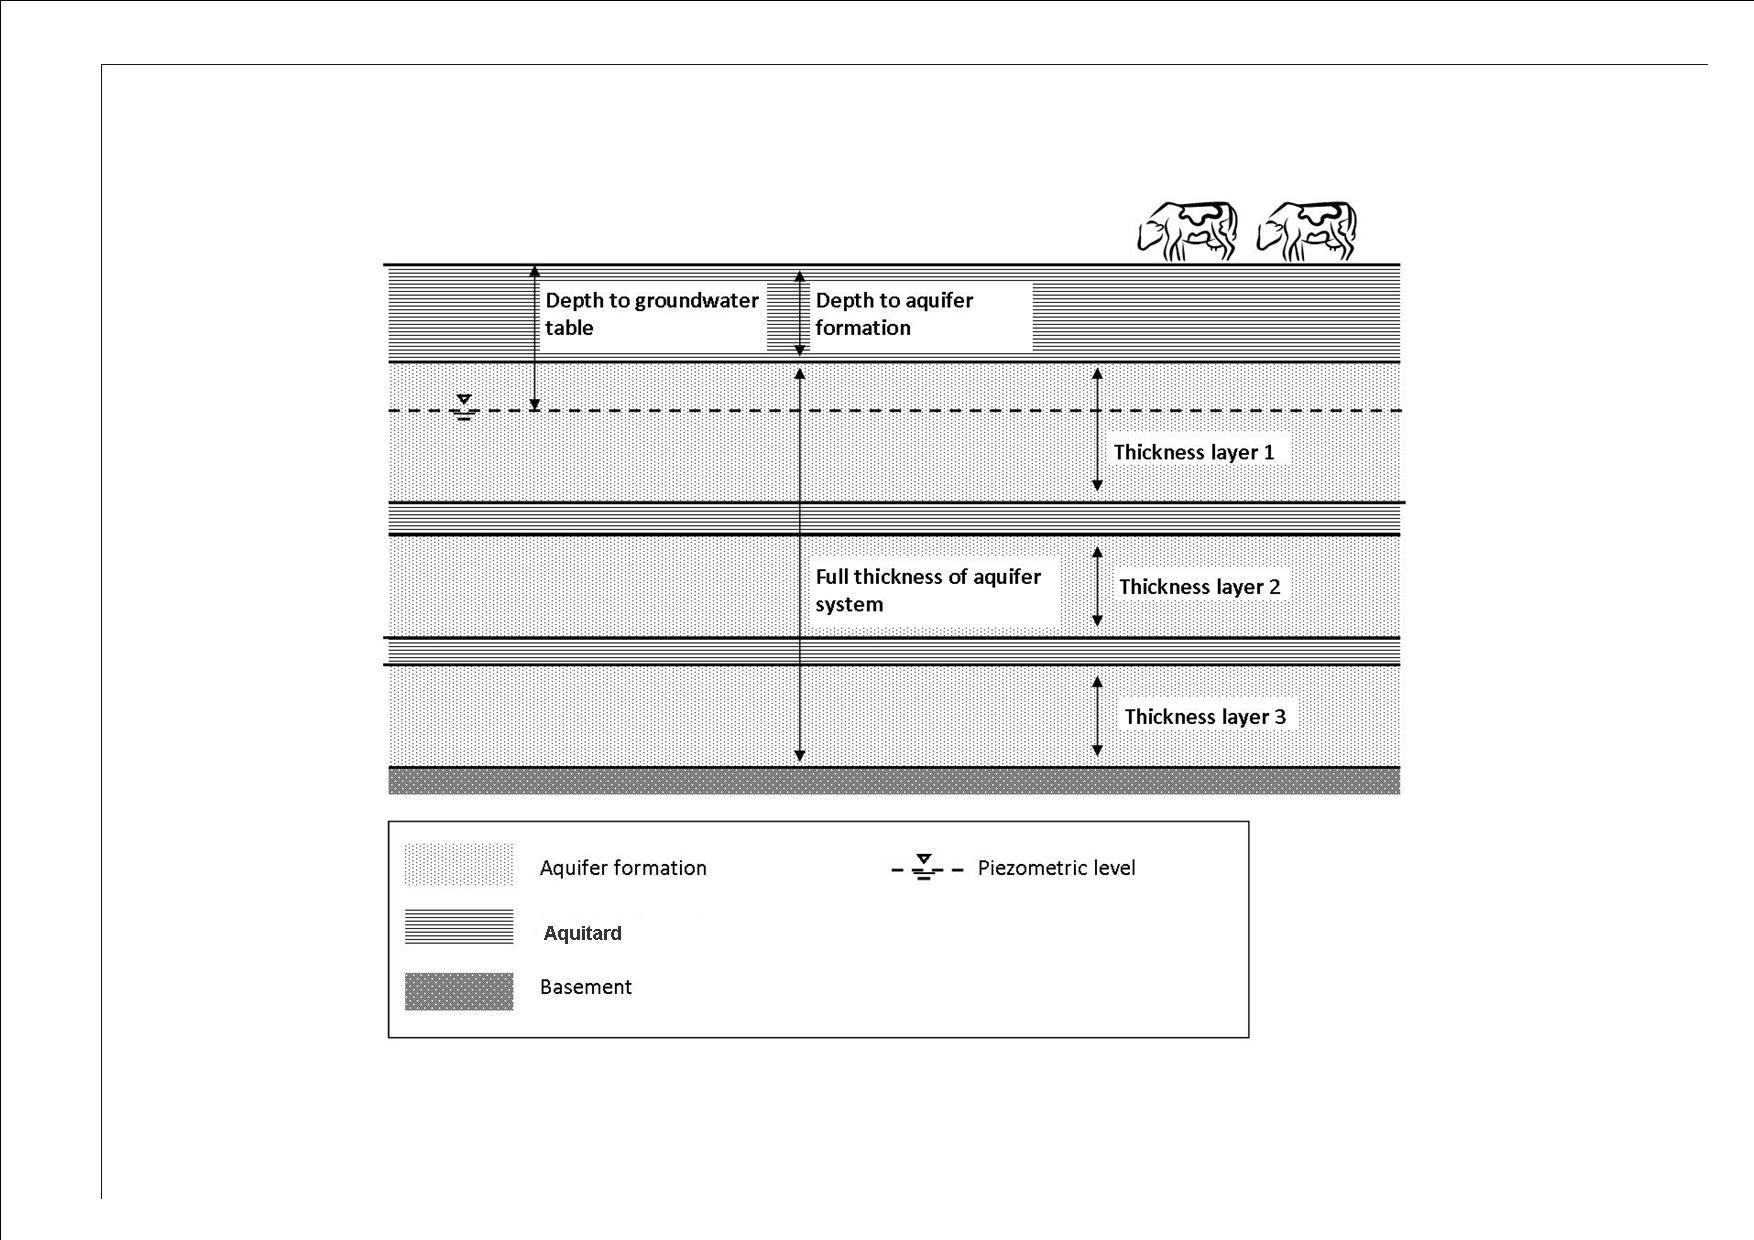 Depth to groundwater
table
Depth to aquifer
formation
Thickness layer 1
Full thickness of aquifer
system
Thickness layer 2
Thickness layer 3
Aquifer formation
Piezometric level
Aquitard
Basement